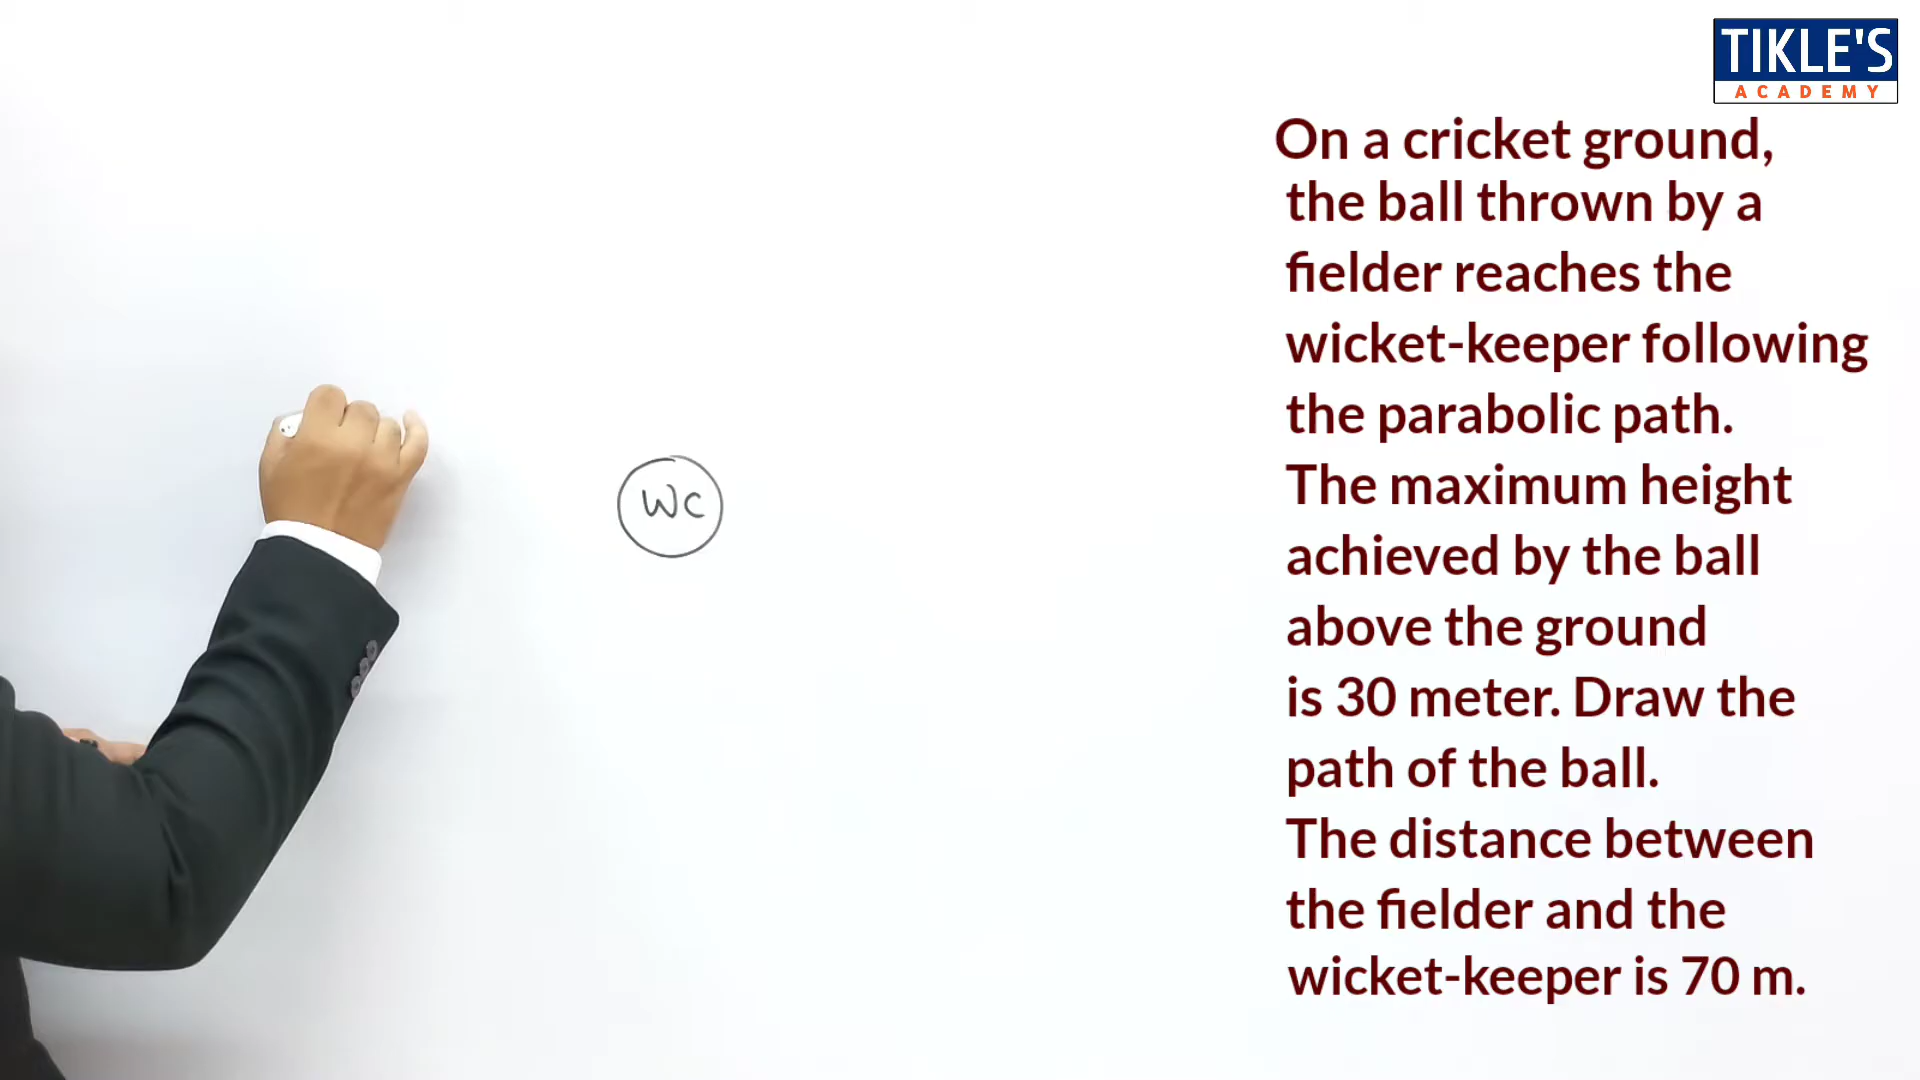 TIKLE'S
ACADEMY
On a cricket ground,
the ball thrown by a
fielder reaches the
wicket-keeper following
the parabolic path.
The maximum height
achieved by the ball
above the ground
is 30 meter. Draw the
path of the ball.
The distance between
the fielder and the
wicket-keeper is 70 m.
WC